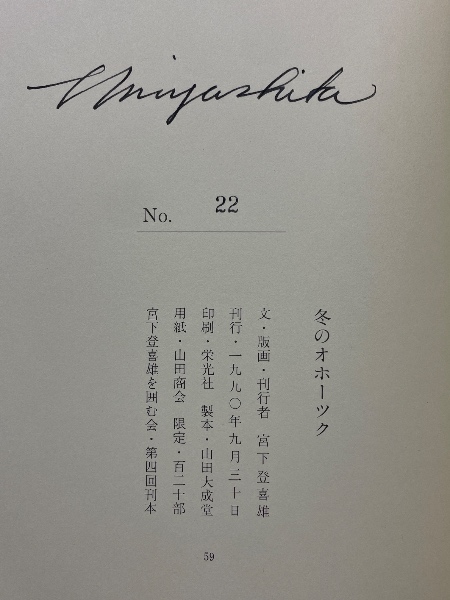 Miyashita
No. 22
冬のオホーツク
文・版画・刊行者 宮下登喜雄
刊行・一九九〇年九月三十日
印刷・栄光社 製本・山田大成堂
用紙・山田商会 限定・百二十部
宮下登喜雄を囲む会・第四回刊本
59